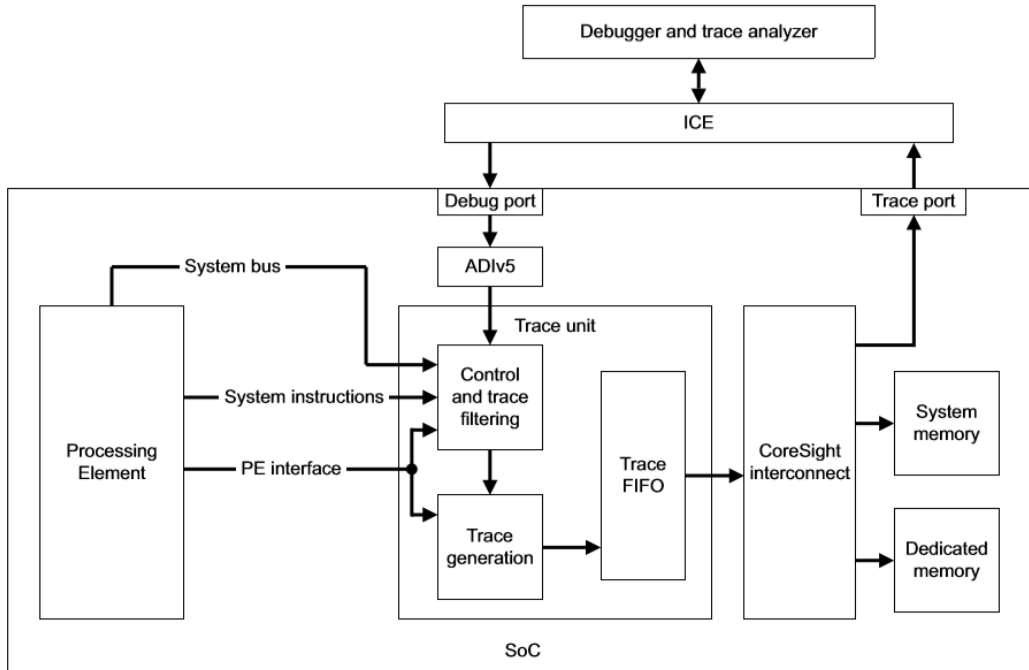 Debugger and trace analyzer
ICE
Debug port
Trace port
ADIv5
System bus
Trace unit
Control
and trace
filtering
System instructions
Processing
Element
PE interface
Trace
generation
Trace
FIFO
CoreSight
interconnect
System
memory
Dedicated
memory
SoC